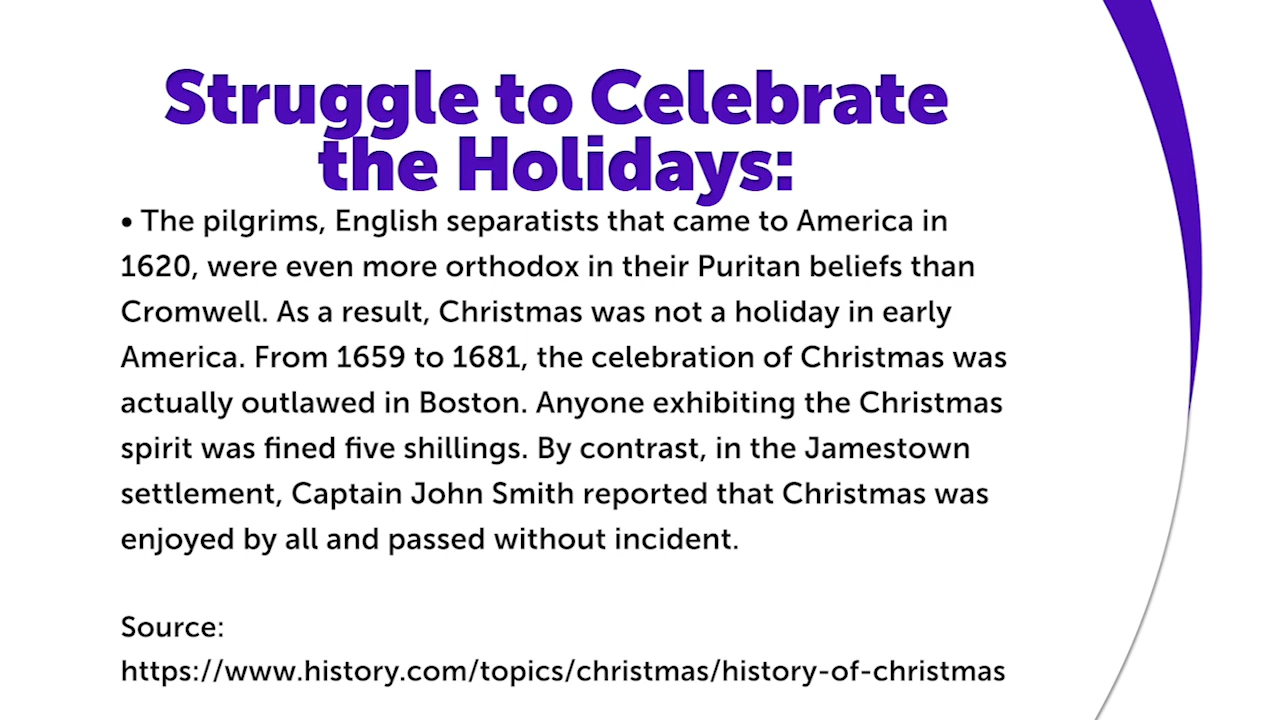 Struggle to Celebrate
the Holidays:
• The pilgrims, English separatists that came to America in
1620, were even more orthodox in their Puritan beliefs than
Cromwell. As a result, Christmas was not a holiday in early
America. From 1659 to 1681, the celebration of Christmas was
actually outlawed in Boston. Anyone exhibiting the Christmas
spirit was fined five shillings. By contrast, in the Jamestown
settlement, Captain John Smith reported that Christmas was
enjoyed by all and passed without incident.
Source:
https://www.history.com/topics/christmas/history-of-christmas